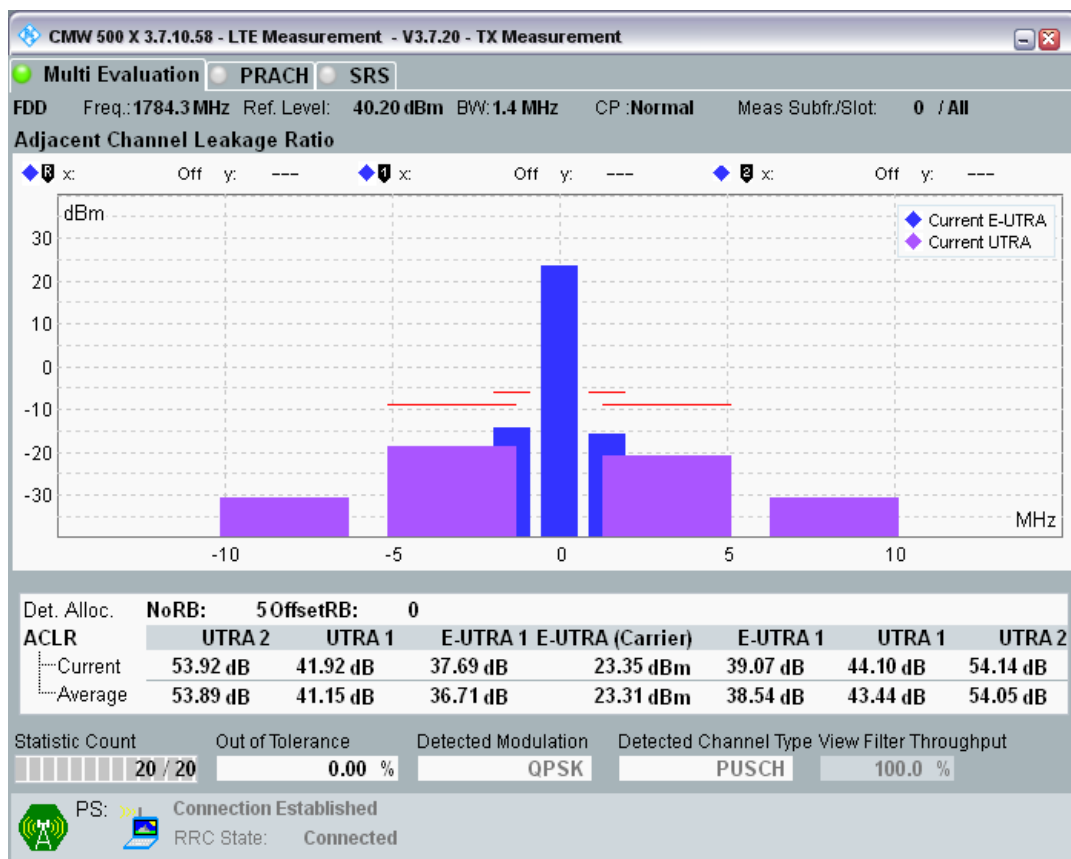 CMW 500 X 3.7.10.58 - LTE Measurement - V3.7.20 - TX Measurement
Multi Evaluation PRACH SRS
FDD Freq.: 1784.3 MHz Ref. Level: 40.20 dBm BW: 1.4 MHz CP :Normal Meas Subfr./Slot: 0 / All
Adjacent Channel Leakage Ratio
R x: Off y: --- 1 x: Off y: --- 2 x: Off y: ---
dBm
Current E-UTRA
Current UTRA
30
20
10
0
-10
-20
-30
MHz
-10 -5 0 5 10
Det. Alloc. NoRB: 5 OffsetRB: 0
ACLR UTRA 2 UTRA 1 E-UTRA 1 E-UTRA (Carrier) E-UTRA 1 UTRA 1 UTRA 2
Current 53.92 dB 41.92 dB 37.69 dB 23.35 dBm 39.07 dB 44.10 dB 54.14 dB
Average 53.89 dB 41.15 dB 36.71 dB 23.31 dBm 38.54 dB 43.44 dB 54.05 dB
Statistic Count Out of Tolerance Detected Modulation Detected Channel Type View Filter Throughput
20 / 20 0.00 % QPSK PUSCH 100.0 %
PS: Connection Established
RRC State: Connected